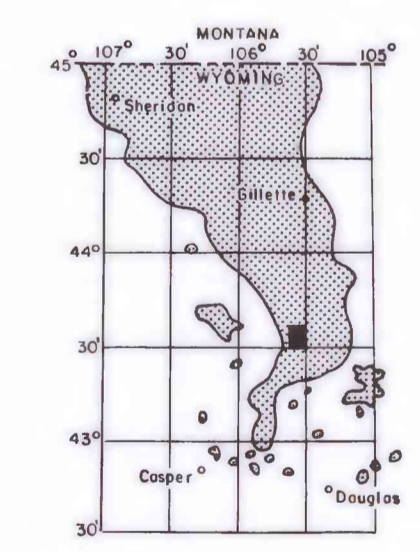 MONTANA
107° 30' 106° 30' 105°
45°
WYOMING
Sheridan
30'
Gillette
44°
30'
43°
Casper
Douglas
30'